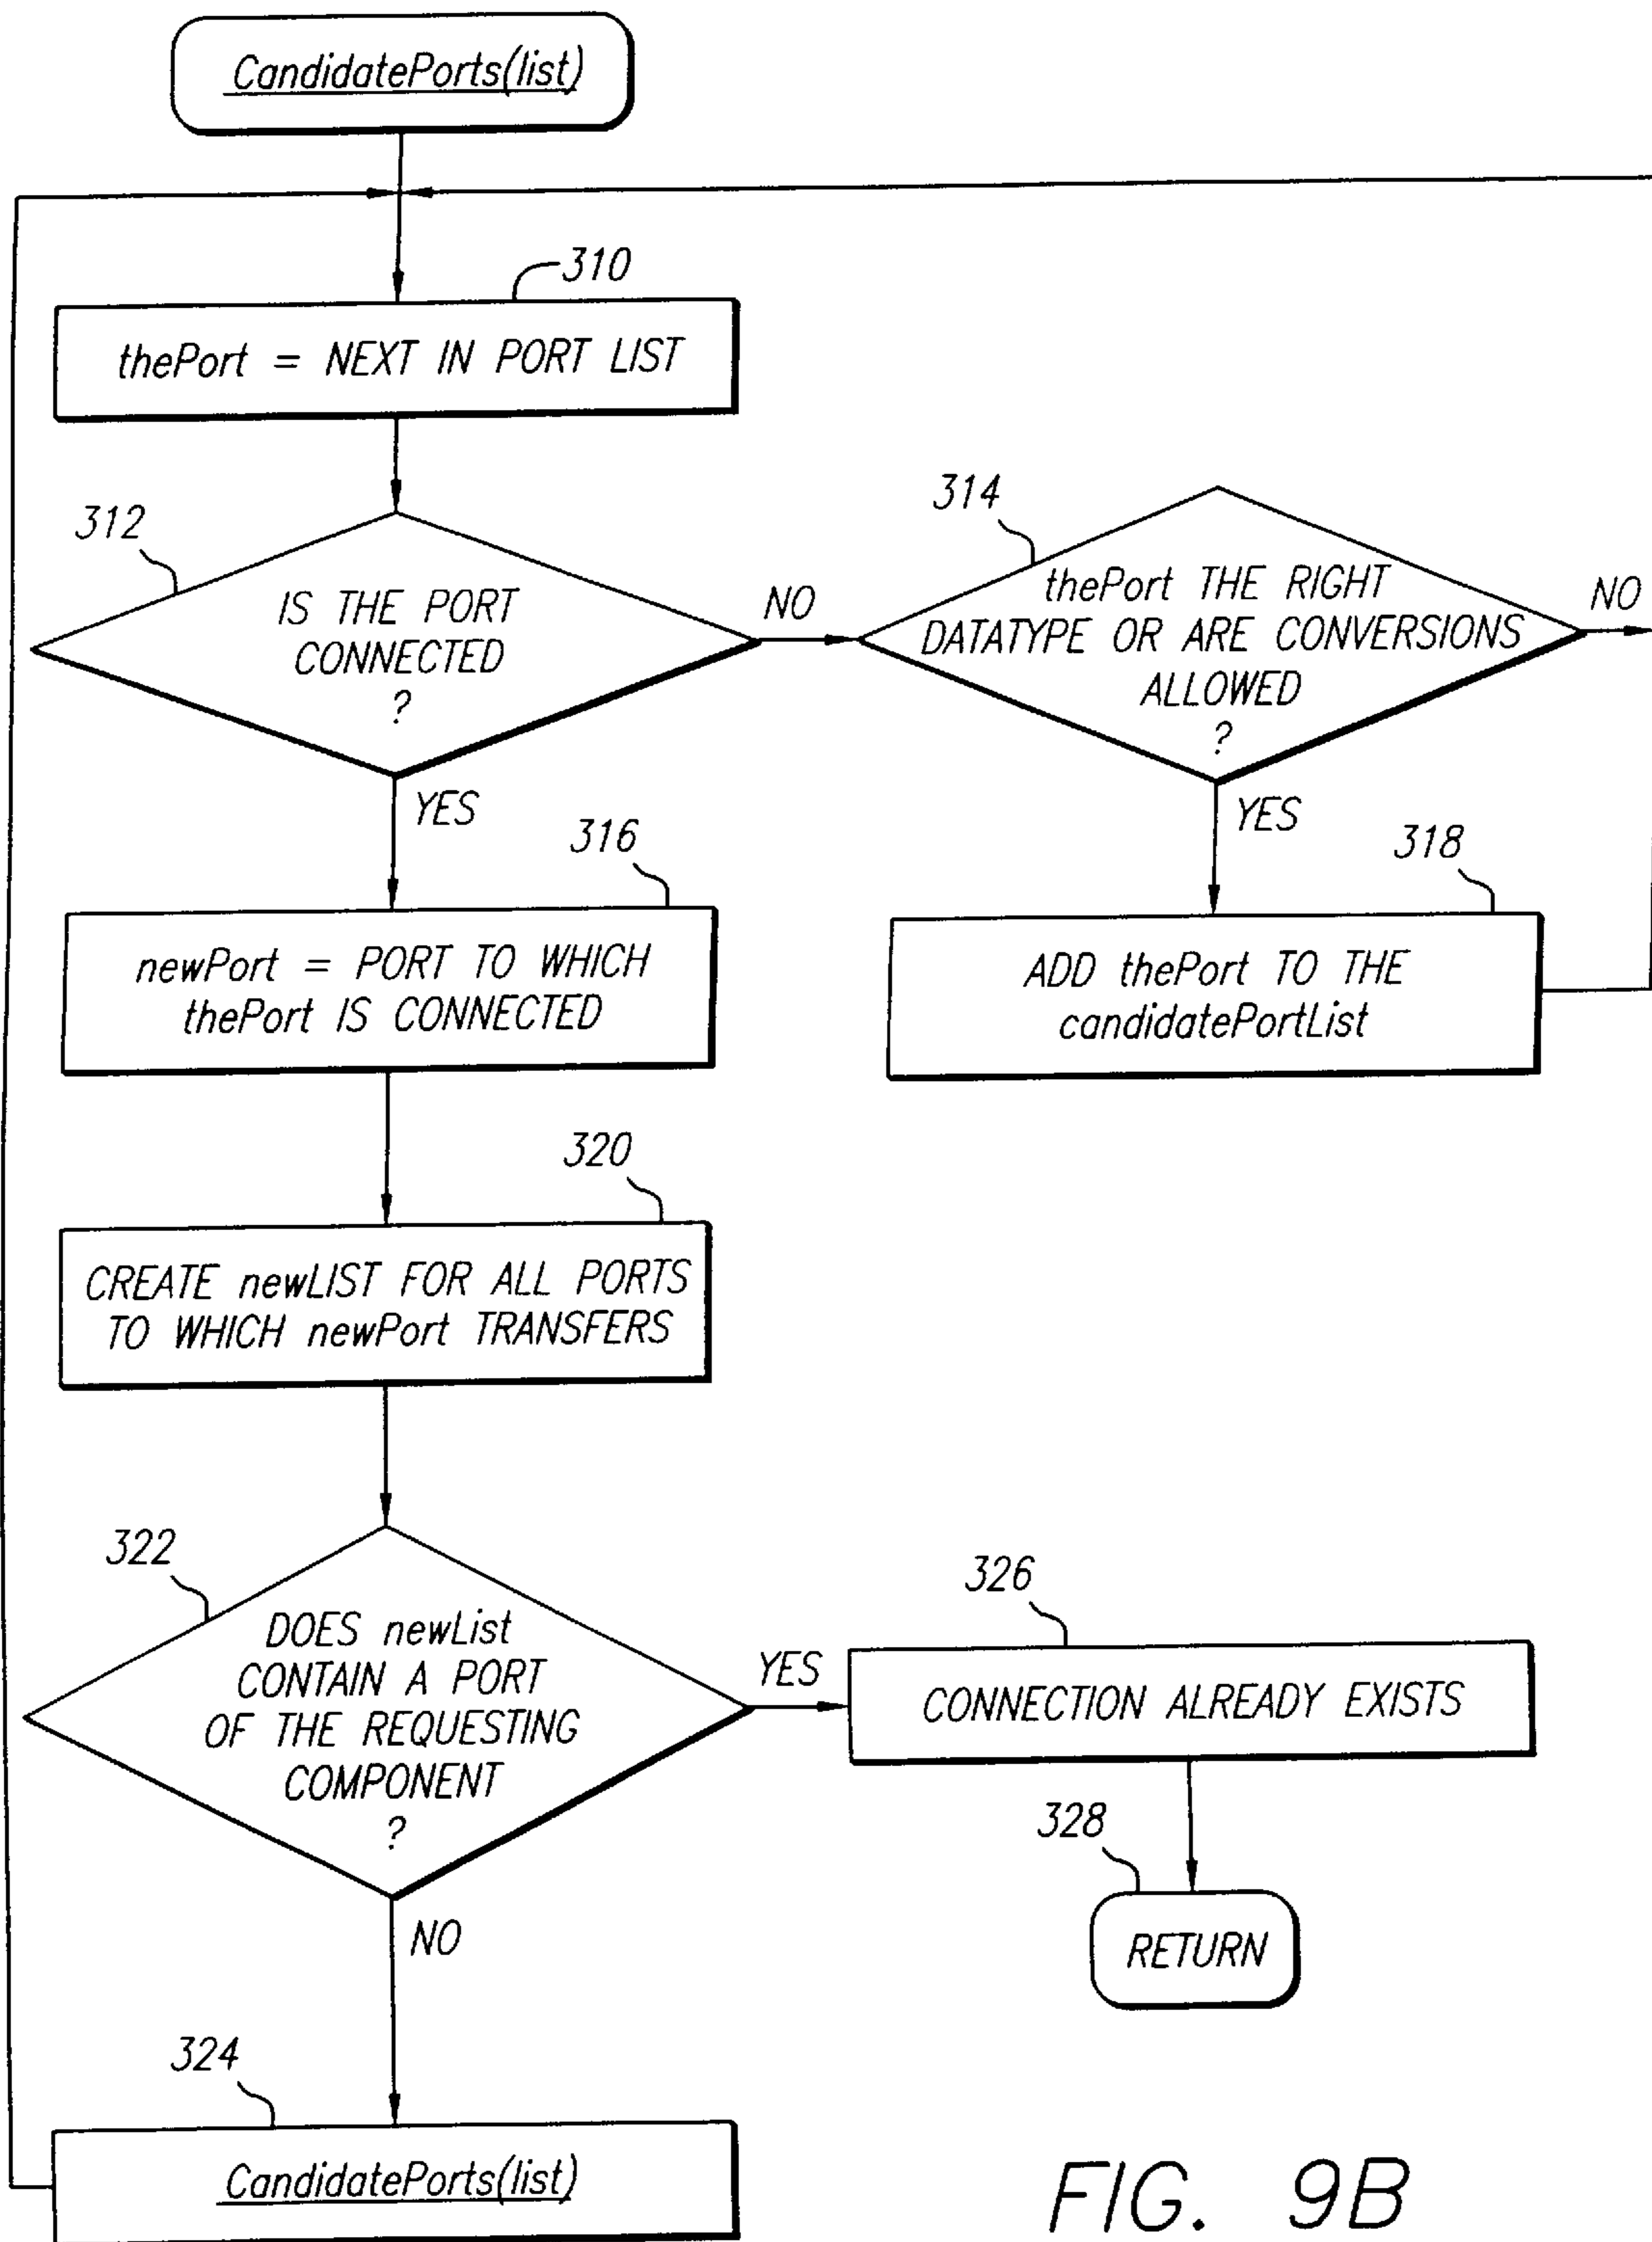 CandidatePorts(list)
310
thePort = NEXT IN PORT LIST
312
IS THE PORT
CONNECTED
?
NO
314
thePort THE RIGHT
DATATYPE OR ARE CONVERSIONS
ALLOWED
?
NO
YES
YES
316
newPort = PORT TO WHICH
thePort IS CONNECTED
318
ADD thePort TO THE
candidatePortList
320
CREATE newLIST FOR ALL PORTS
TO WHICH newPort TRANSFERS
322
DOES newList
CONTAIN A PORT
OF THE REQUESTING
COMPONENT
?
YES
326
CONNECTION ALREADY EXISTS
328
RETURN
NO
324
CandidatePorts(list)
FIG. 9B